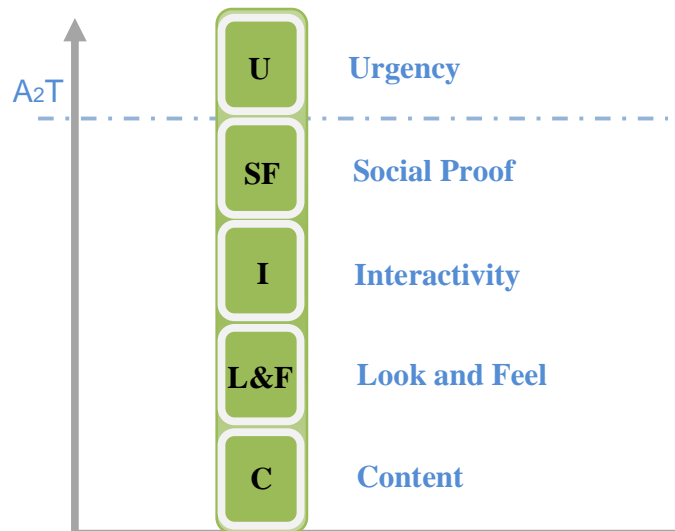 U Urgency
A2T
SF Social Proof
I Interactivity
L&F Look and Feel
C Content